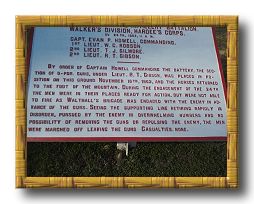 BATTERY
WALKER'S DIVISION, HARDEE'S CORPS.
CAPT. EVAN P. HOWELL, COMMANDING.
1ST LIEUT. W. G. ROBSON
2ND LIEUT. T. J. GILMORE
2ND LIEUT. R. T. GIBSON
BY ORDER OF CAPTAIN HOWELL COMMANDING THE BATTERY, THE SEC-
TION OF 6-PDR. GUNS, UNDER LIEUT. R. T. GIBSON, WAS PLACED IN PO-
SITION ON THIS GROUND NOVEMBER 1863, AND THE HORSES RETURNED
TO THE FOOT OF THE MOUNTAIN. DURING THE ENGAGEMENT OF THE 24TH
THE MEN WERE IN THEIR PLACES READY FOR ACTION, BUT WERE NOT ABLE
TO FIRE AS WALTHALL'S BRIGADE WAS ENGAGED WITH THE ENEMY IN AD-
VANCE OF THE GUNS. SEEING THE SUPPORTING LINE RETIRING RAPIDLY IN
DISORDER, PURSUED BY THE ENEMY IN OVERWHELMING NUMBERS AND NO
POSSIBILITY OF REMOVING THE GUNS OR REPULSING THE ENEMY, THE MEN
WERE MARCHED OFF LEAVING THE GUNS CASUALTIES NONE.